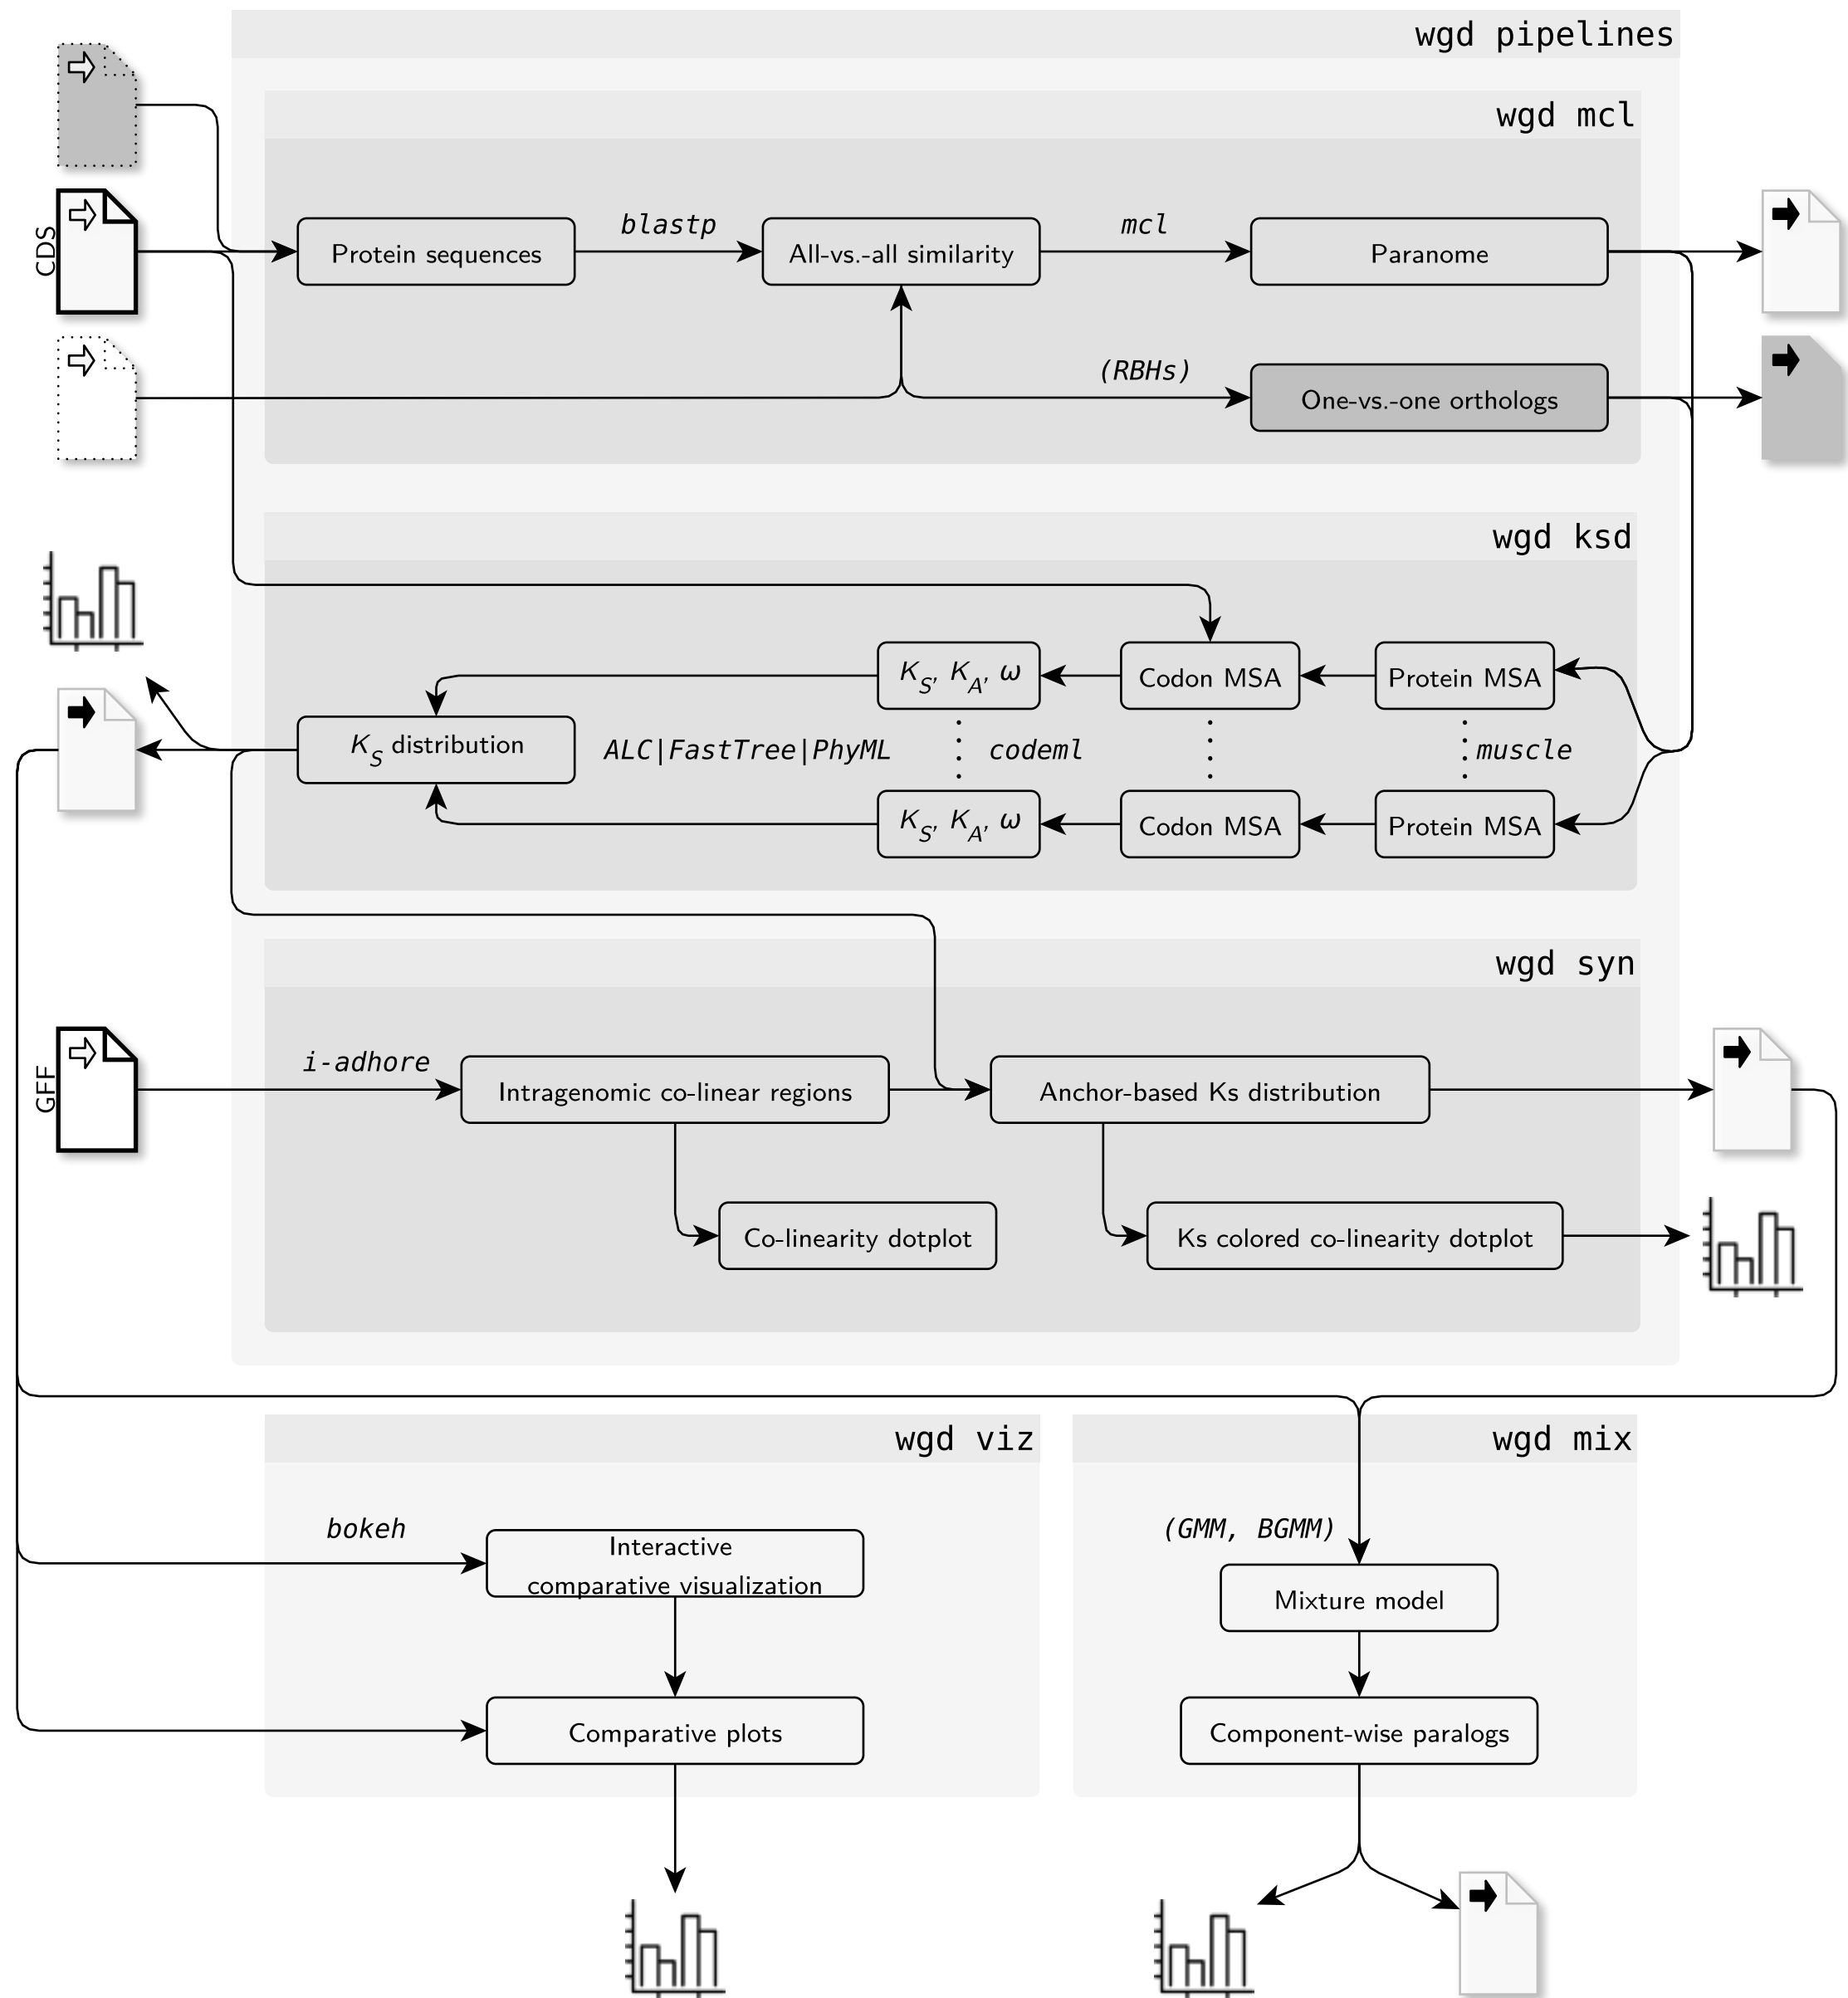 wgd pipelines
wgd mcl
CDS
blastp
mcl
Protein sequences
All-vs.-all similarity
Paranome
(RBHs)
One-vs.-one orthologs
wgd ksd
K_S, K_A, ω
Codon MSA
Protein MSA
K_S distribution
ALC|FastTree|PhyML
codeml
muscle
K_S, K_A, ω
Codon MSA
Protein MSA
wgd syn
GFF
i-adhore
Intragenomic co-linear regions
Anchor-based Ks distribution
Co-linearity dotplot
Ks colored co-linearity dotplot
wgd viz
bokeh
Interactive
comparative visualization
Comparative plots
wgd mix
(GMM, BGMM)
Mixture model
Component-wise paralogs